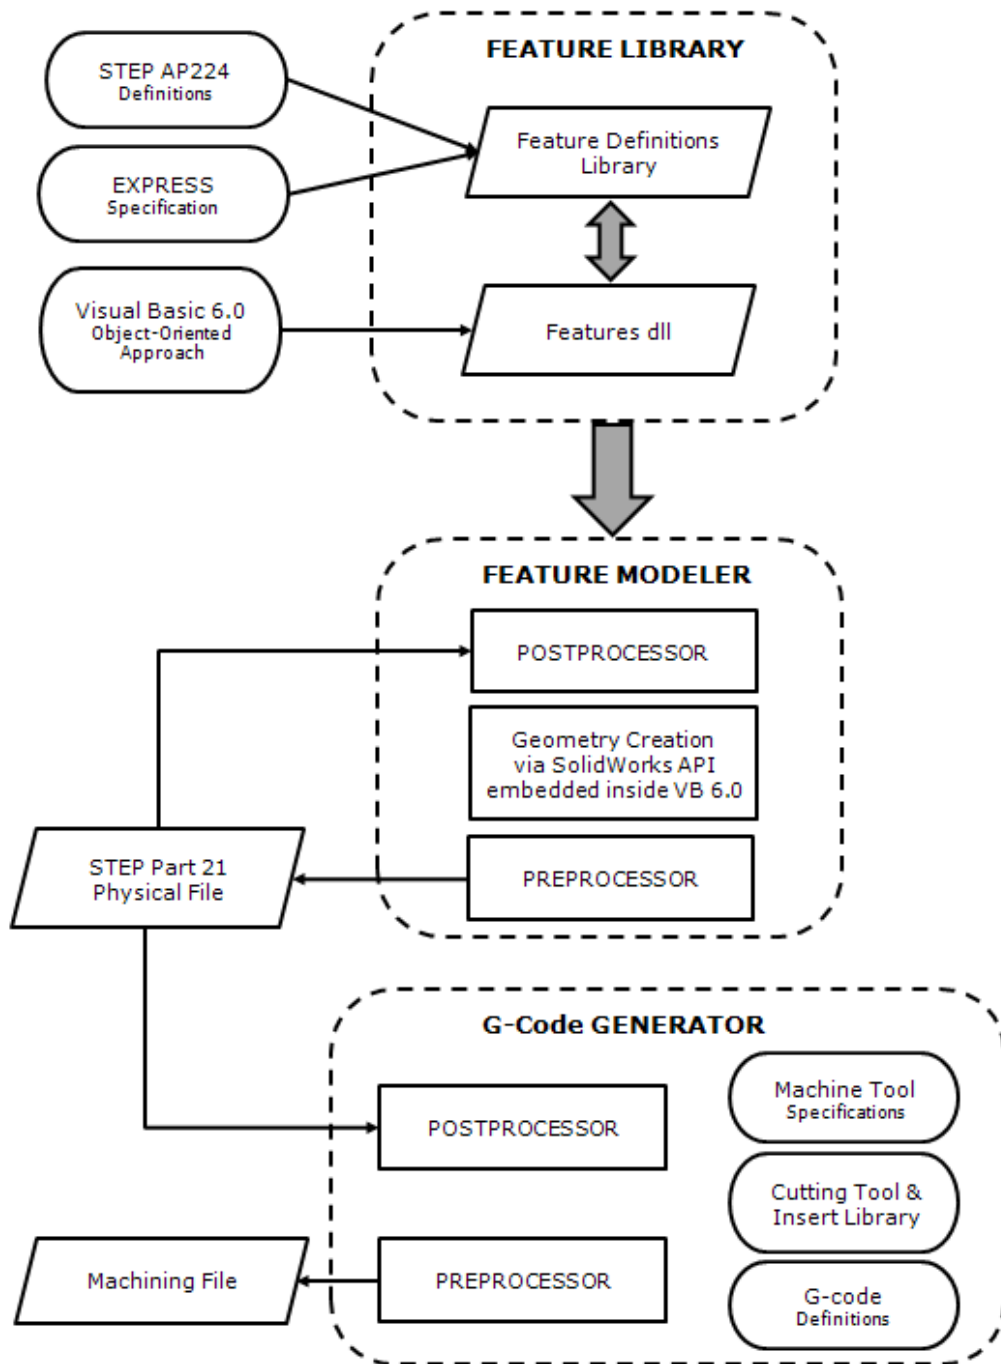 FEATURE LIBRARY
STEP AP224
Definitions
Feature Definitions
Library
EXPRESS
Specification
Visual Basic 6.0
Object-Oriented
Approach
Features dll
FEATURE MODELER
POSTPROCESSOR
Geometry Creation
via SolidWorks API
embedded inside VB 6.0
STEP Part 21
Physical File
PREPROCESSOR
G-Code GENERATOR
Machine Tool
Specifications
POSTPROCESSOR
Cutting Tool &
Insert Library
Machining File
PREPROCESSOR
G-code
Definitions